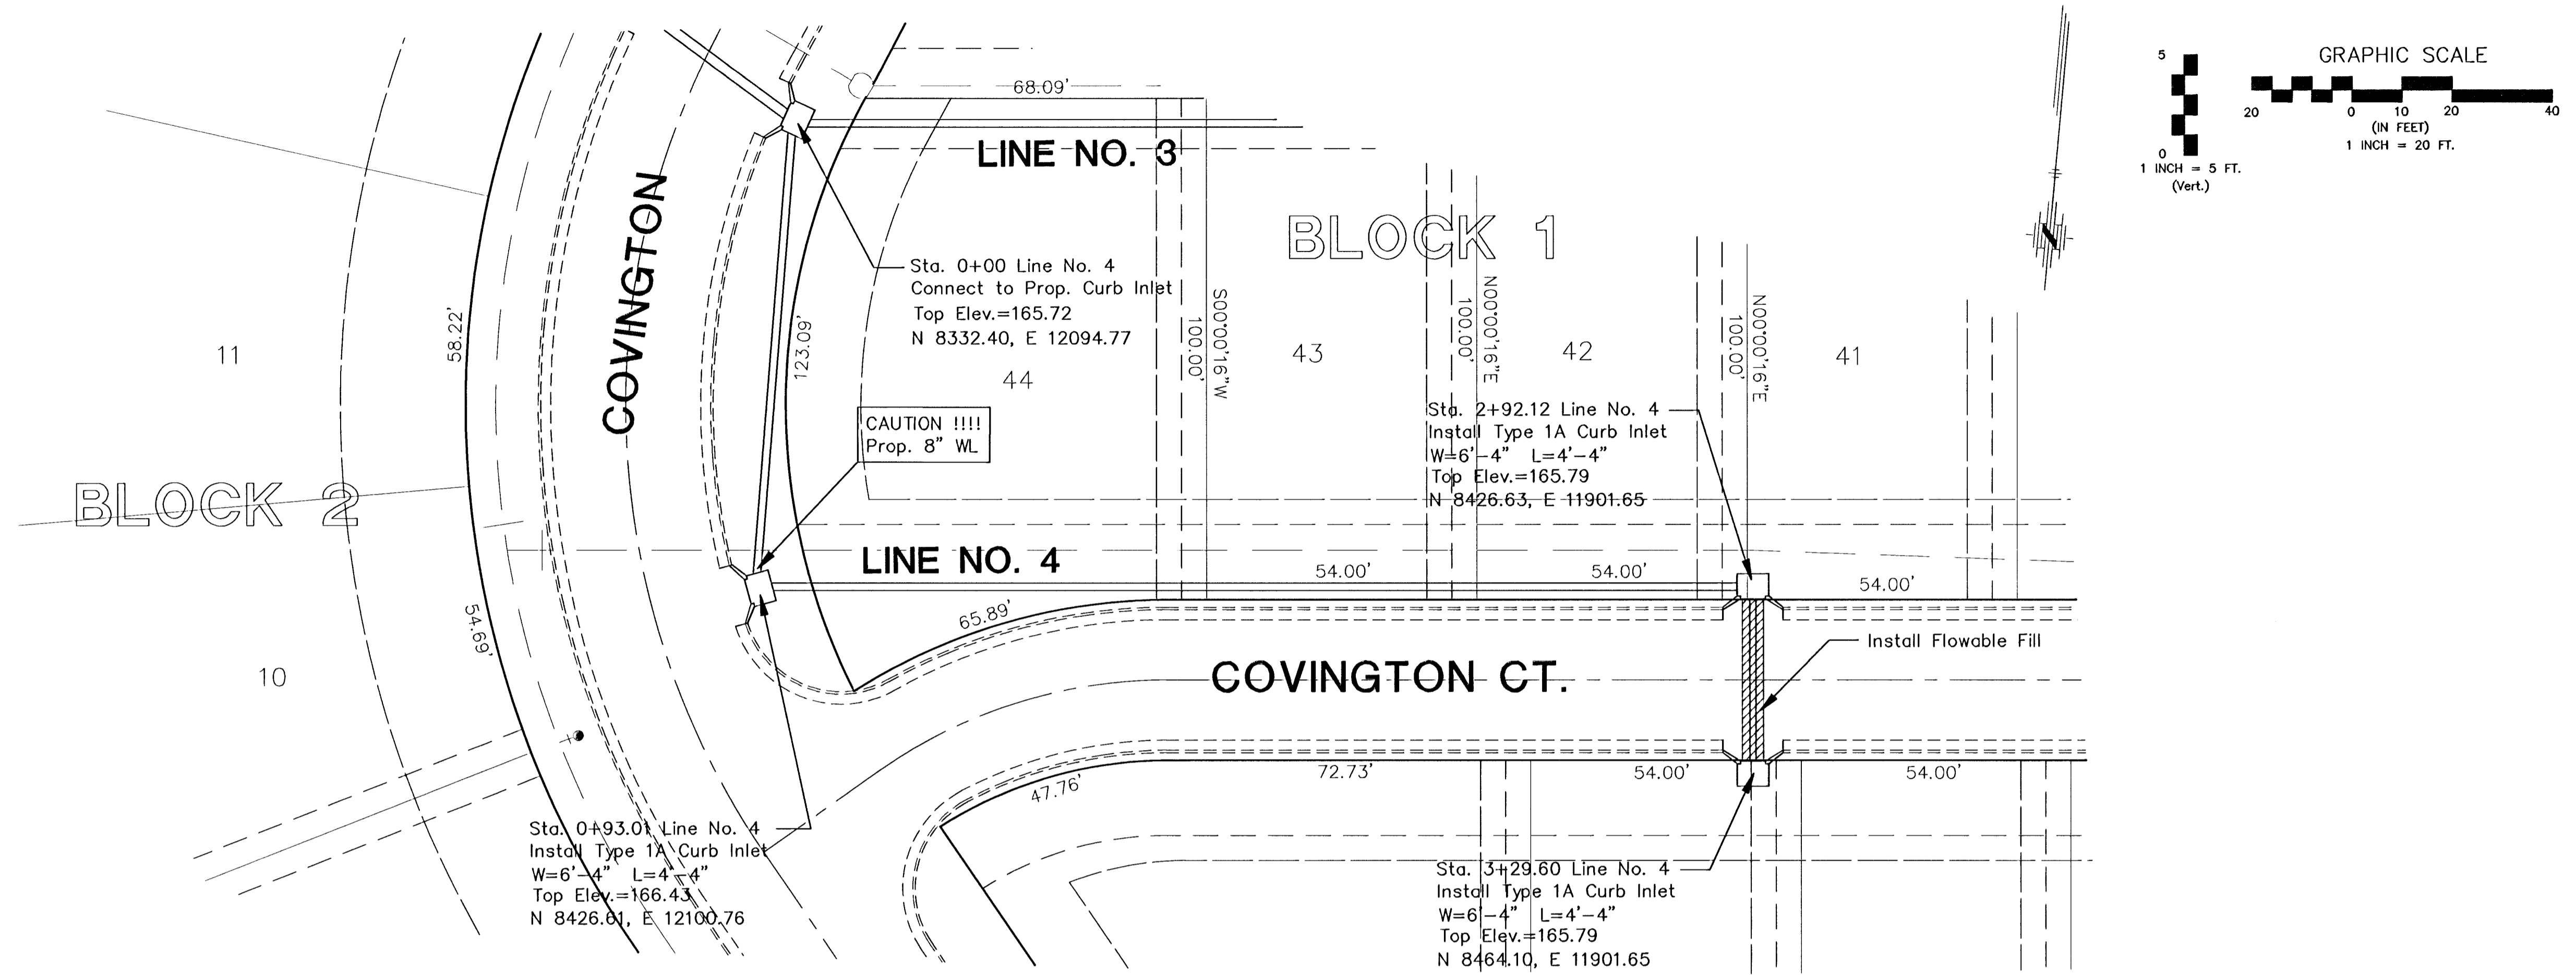 GRAPHIC SCALE
5
0
1 INCH = 5 FT.
(Vert.)
20 0 10 20 40
(IN FEET)
1 INCH = 20 FT.
68.09'
LINE NO. 3
COVINGTON
BLOCK 1
Sta. 0+00 Line No. 4
Connect to Prop. Curb Inlet
Top Elev.=165.72
N 8332.40, E 12094.77
58.22'
123.09'
11
44
43
42
41
S00°00'16"W
100.00'
N00°00'16"E
100.00'
N00°00'16"E
100.00'
CAUTION !!!!
Prop. 8" WL
Sta. 2+92.12 Line No. 4
Install Type 1A Curb Inlet
W=6'-4" L=4'-4"
Top Elev.=165.79
N 8426.63, E 11901.65
BLOCK 2
LINE NO. 4
54.00'
54.00'
54.00'
54.69'
65.89'
10
Install Flowable Fill
COVINGTON CT.
72.73'
54.00'
54.00'
47.76'
Sta. 0+93.01 Line No. 4
Install Type 1A Curb Inlet
W=6'-4" L=4'-4"
Top Elev.=166.43
N 8426.61, E 12100.76
Sta. 3+29.60 Line No. 4
Install Type 1A Curb Inlet
W=6'-4" L=4'-4"
Top Elev.=165.79
N 8464.10, E 11901.65
N